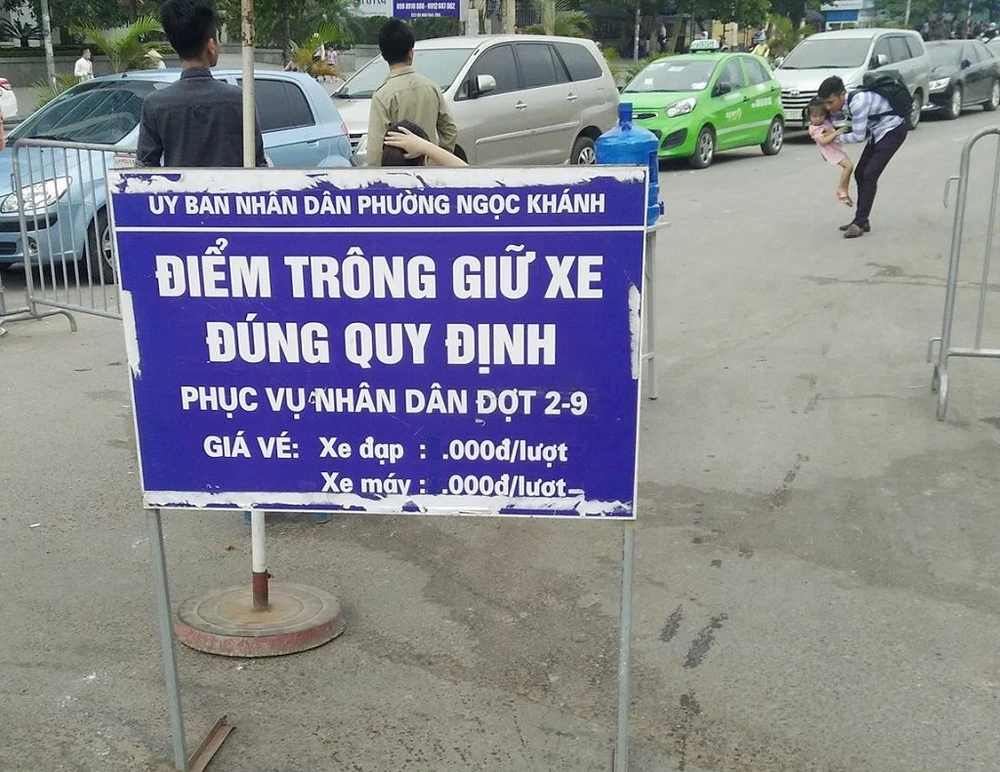 ỦY BAN NHÂN DÂN PHƯỜNG NGỌC KHÁNH
ĐIỂM TRÔNG GIỮ XE
ĐÚNG QUY ĐỊNH
PHỤC VỤ NHÂN DÂN ĐỢT 2-9
GIÁ VÉ: Xe đạp : .000đ/lượt
Xe máy : .000đ/lượt